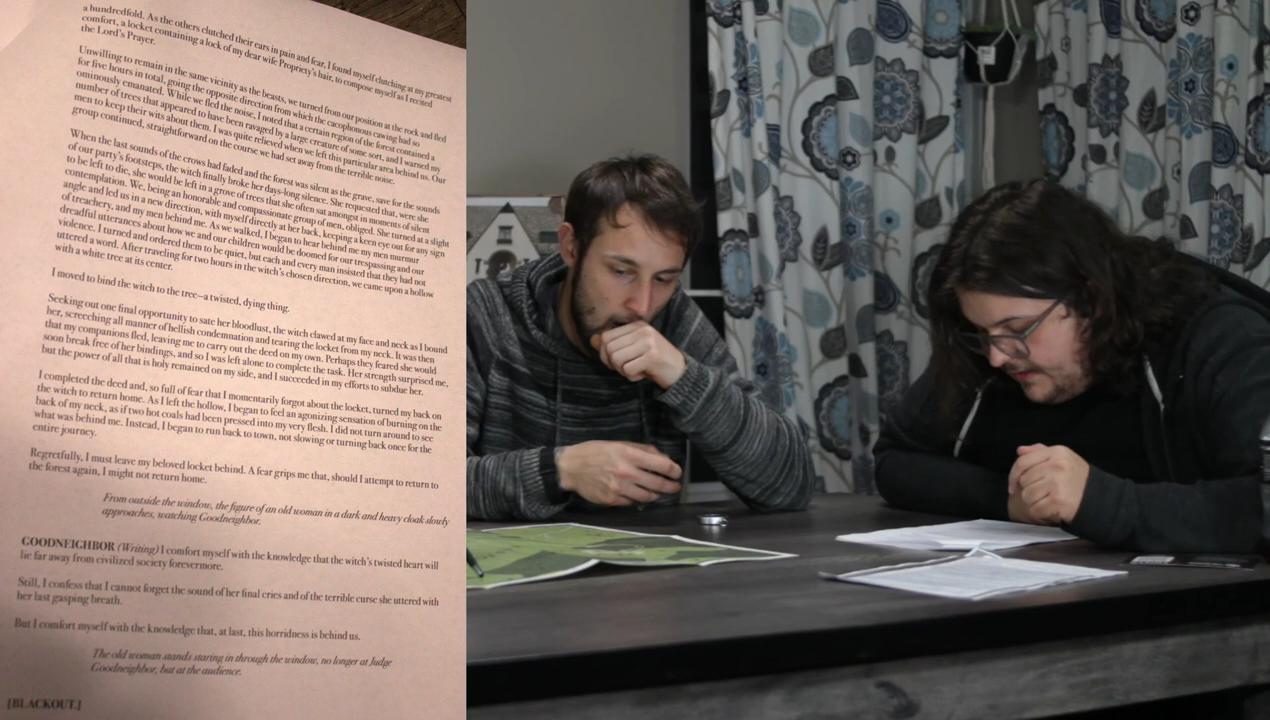 a hundredfold. As the others clutched their ears in pain and fear, I found myself clutching at my greatest
comfort, a locket containing a lock of my dear wife Propriety's hair, to compose myself as I recited
the Lord's Prayer.
Unwilling to remain in the same vicinity as the beasts, we turned from our position at the rock and fled
for five hours in total, going the opposite direction from which the cacophonous cawing had so
ominously emanated. While we fled the noise, I noted that a certain region of the forest contained a
number of trees that appeared to have been ravaged by a large creature of some sort, and I warned my
men to keep their wits about them. I was quite relieved when we left this particular area behind us. Our
group continued, straightforward on the course we had set away from the terrible noise.
When the last sounds of the crows had faded and the forest was silent as the grave, save for the sounds
of our party's footsteps, the witch finally broke her days-long silence. She requested that, were she
to be left to die, she would be left in a grove of trees that she often sat amongst in moments of silent
contemplation. We, being an honorable and compassionate group of men, obliged. She turned at a slight
angle and led us in a new direction, with myself directly at her back, keeping a keen eye out for any sign
of treachery, and my men behind me. As we walked, I began to hear behind me my men murmur
dreadful utterances about how we and our children would be doomed for our trespassing and our
violence. I turned and ordered them to be quiet, but each and every man insisted that they had not
uttered a word. After traveling for two hours in the witch's chosen direction, we came upon a hollow
with a white tree at its center.
I moved to bind the witch to the tree—a twisted, dying thing.
Seeking out one final opportunity to sate her bloodlust, the witch clawed at my face and neck as I bound
her, screeching all manner of hellish condemnation and tearing the locket from my neck. It was then
that my companions fled, leaving me to carry out the deed on my own. Perhaps they feared she would
soon break free of her bindings, and so I was left alone to complete the task. Her strength surprised me,
but the power of all that is holy remained on my side, and I succeeded in my efforts to subdue her.
I completed the deed and, so full of fear that I momentarily forgot about the locket, turned my back on
the witch to return home. As I left the hollow, I began to feel an agonizing sensation of burning on the
back of my neck, as if two hot coals had been pressed into my very flesh. I did not turn around to see
what was behind me. Instead, I began to run back to town, not slowing or turning back once for the
entire journey.
Regretfully, I must leave my beloved locket behind. A fear grips me that, should I attempt to return to
the forest again, I might not return home.
From outside the window, the figure of an old woman in a dark and heavy cloak slowly
approaches, watching Goodneighbor.
GOODNEIGHBOR (Writing) I comfort myself with the knowledge that the witch's twisted heart will
lie far away from civilized society forevermore.
Still, I confess that I cannot forget the sound of her final cries and of the terrible curse she uttered with
her last gasping breath.
But I comfort myself with the knowledge that, at last, this horridness is behind us.
The old woman stands staring in through the window, no longer at Judge
Goodneighbor, but at the audience.
[BLACKOUT.]